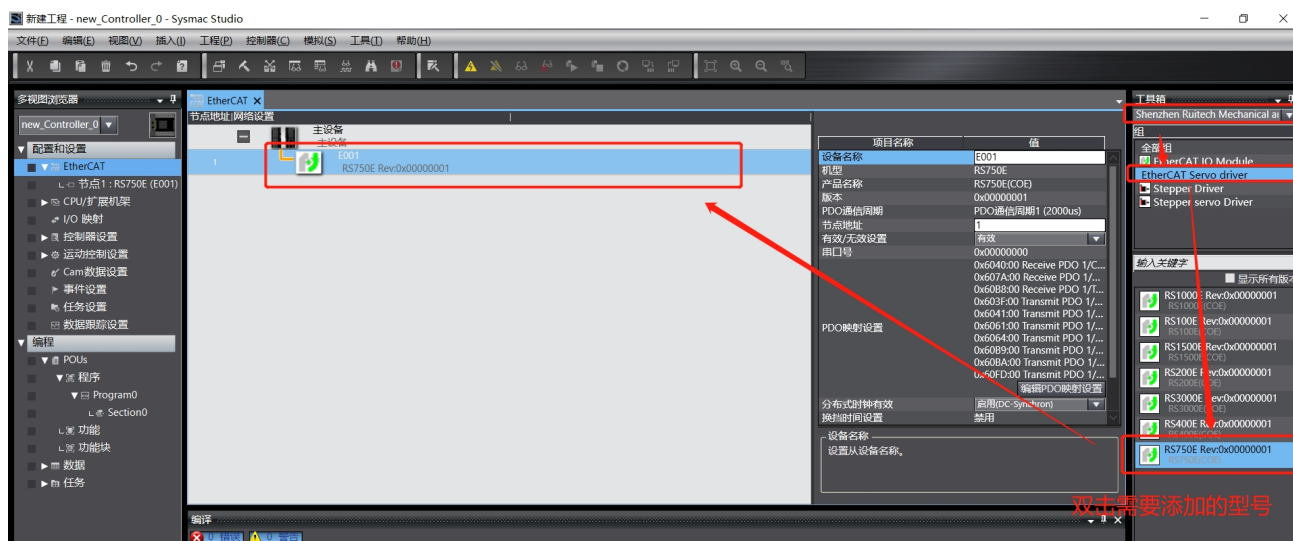 新建工程 - new_Controller_0 - Sysmac Studio
文件(F) 编辑(E) 视图(V) 插入(I) 工程(P) 控制器(C) 模拟(S) 工具(T) 帮助(H)
多视图浏览器
new_Controller_0
配置和设置
EtherCAT
节点1 : RS750E (E001)
CPU/扩展机架
I/O 映射
控制器设置
运动控制设置
Cam数据设置
事件设置
任务设置
数据跟踪设置
编程
POUs
程序
Program0
Section0
功能
功能块
数据
任务
EtherCAT
节点地址|网络设置
主设备
主设备
1
E001
RS750E Rev:0x00000001
项目名称 值
设备名称 E001
机型 RS750E
产品名称 RS750E(COE)
版本 0x00000001
PDO通信周期 PDO通信周期1 (2000us)
节点地址 1
有效/无效设置 有效
串口号 0x00000000
PDO映射设置
0x6040:00 Receive PDO 1/C...
0x607A:00 Receive PDO 1/...
0x60B8:00 Receive PDO 1/T...
0x603F:00 Transmit PDO 1/...
0x6041:00 Transmit PDO 1/...
0x6061:00 Transmit PDO 1/...
0x6064:00 Transmit PDO 1/...
0x60B9:00 Transmit PDO 1/...
0x60BA:00 Transmit PDO 1/...
0x60FD:00 Transmit PDO 1/...
编辑PDO映射设置
分布式时钟有效 启用(DC-Synchron)
换挡时间设置 禁用
设备名称
设置从设备名称。
编译
0 错误 0 警告
工具箱
Shenzhen Ruitech Mechanical a
组
全部组
EtherCAT IO Module
EtherCAT Servo driver
Stepper Driver
Stepper servo Driver
输入关键字
显示所有版本
RS1000E Rev:0x00000001
RS1000E(COE)
RS100E Rev:0x00000001
RS100E(COE)
RS1500E Rev:0x00000001
RS1500E(COE)
RS200E Rev:0x00000001
RS200E(COE)
RS3000E Rev:0x00000001
RS3000E(COE)
RS400E Rev:0x00000001
RS400E(COE)
RS750E Rev:0x00000001
RS750E(COE)
双击需要添加的型号